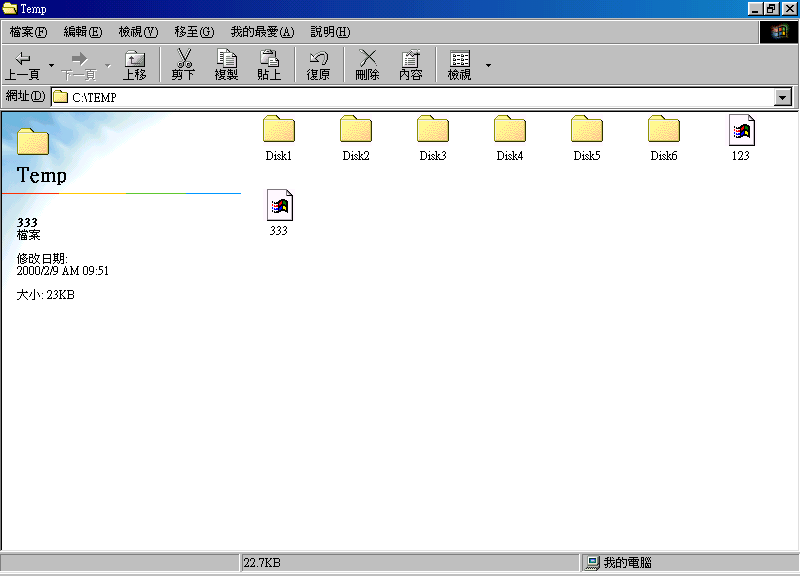 Temp
檔案(F) 編輯(E) 檢視(V) 移至(G) 我的最愛(A) 說明(H)
上一頁 下一頁 上移 剪下 複製 貼上 復原 刪除 內容 檢視
網址(D) C:\TEMP
Disk1 Disk2 Disk3 Disk4 Disk5 Disk6 123
333
Temp
333
檔案
修改日期:
2000/2/9 AM 09:51
大小: 23KB
22.7KB 我的電腦